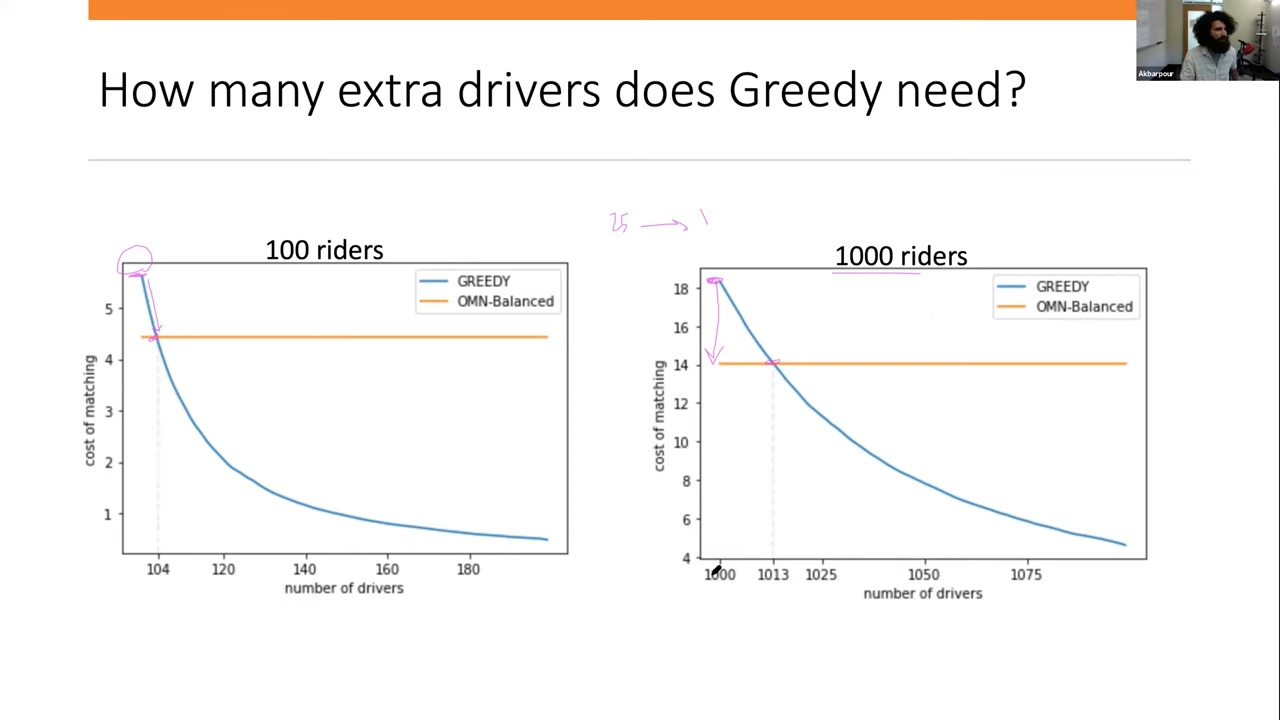 Akbarpour
How many extra drivers does Greedy need?
25 → 1
100 riders
GREEDY
OMN-Balanced
5
4
3
2
1
cost of matching
104 120 140 160 180
number of drivers
1000 riders
GREEDY
OMN-Balanced
18
16
14
12
10
8
6
4
cost of matching
1000 1013 1025 1050 1075
number of drivers